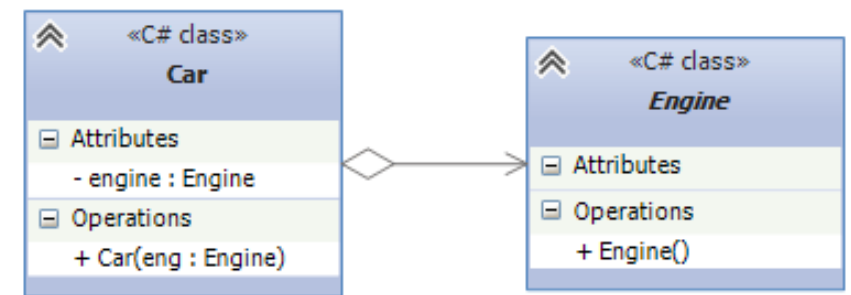 «C# class»
Car
Attributes
- engine : Engine
Operations
+ Car(eng : Engine)
«C# class»
Engine
Attributes
Operations
+ Engine()